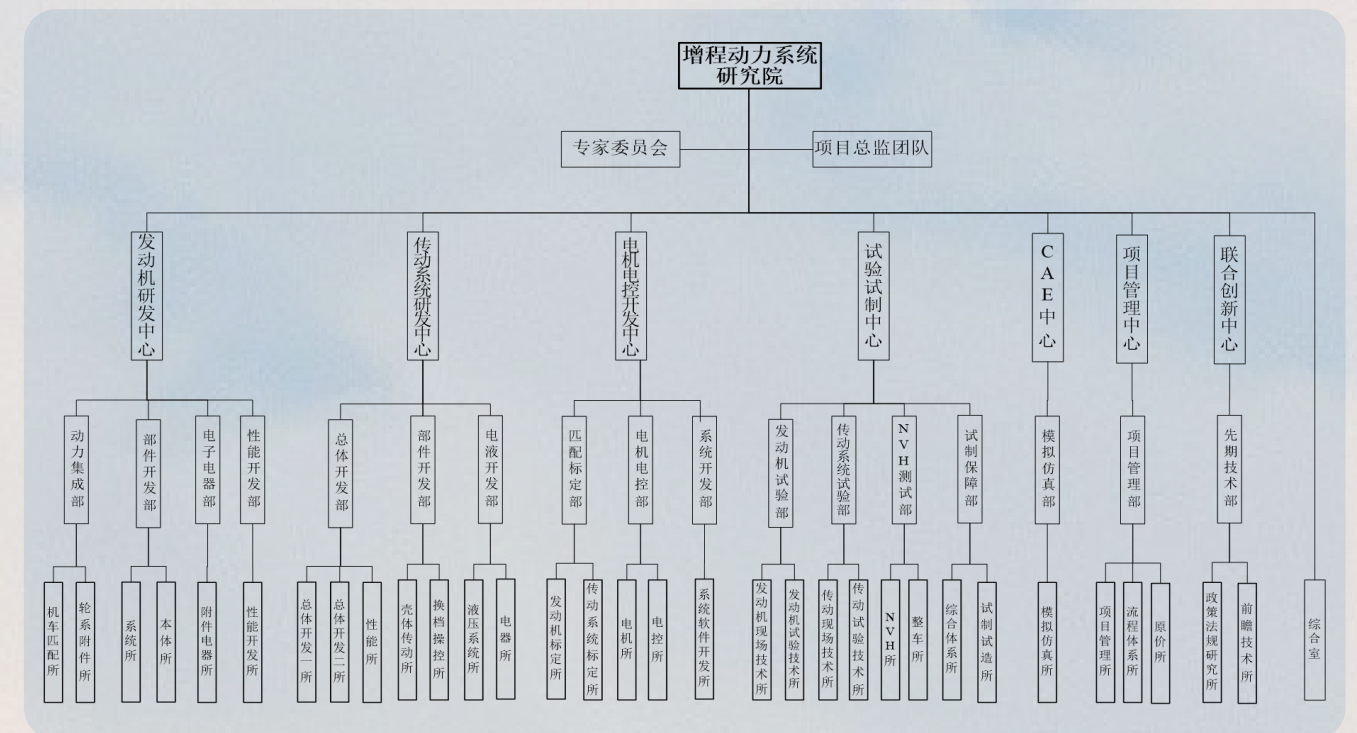 增程动力系统
研究院
专家委员会
项目总监团队
发动机研发中心
传动系统研发中心
电机电控开发中心
试验试制中心
CAE中心
项目管理中心
联合创新中心
动力集成部
部件开发部
电子电器部
性能开发部
总体开发部
部件开发部
电液开发部
匹配标定部
电机电控部
系统开发部
发动机试验部
传动系统试验部
NVH测试部
试制保障部
模拟仿真部
项目管理部
先期技术部
机车匹配所
轮系附件所
系统所
本体所
附件电器所
性能开发所
总体开发一所
总体开发二所
性能所
壳体传动所
换档操控所
液压系统所
电器所
发动机标定所
传动系统标定所
电机所
电控所
系统软件开发所
发动机现场技术所
发动机试验技术所
传动现场技术所
传动试验技术所
NVH所
整车所
综合体系所
试制试造所
模拟仿真所
项目管理所
流程体系所
原价所
政策法规研究所
前瞻技术所
综合室